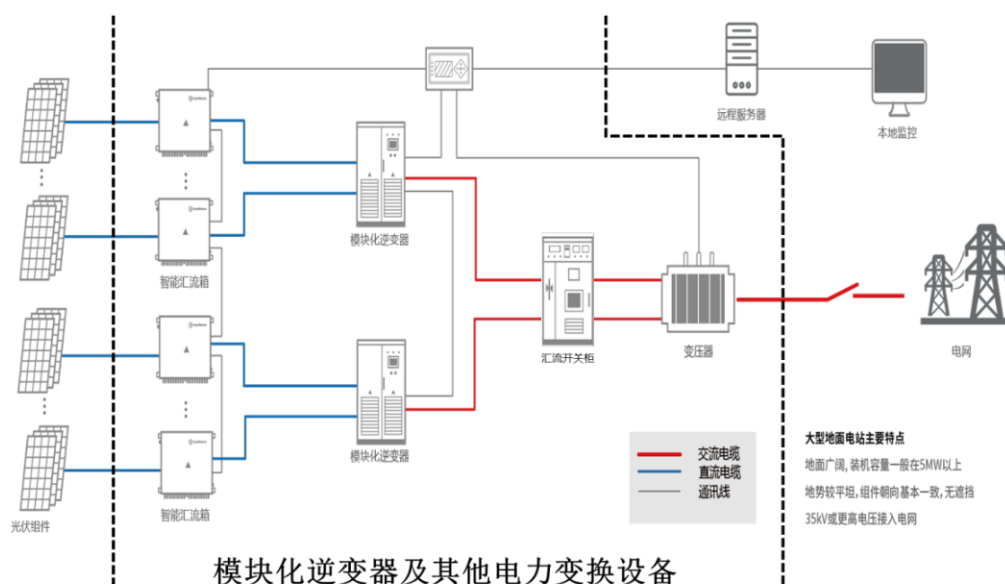 远程服务器
本地监控
模块化逆变器
智能汇流箱
汇流开关柜
变压器
电网
模块化逆变器
智能汇流箱
光伏组件
交流电缆
直流电缆
通讯线
大型地面电站主要特点
地面广阔,装机容量一般在5MW以上
地势较平坦,组件朝向基本一致,无遮挡
35kV或更高电压接入电网
模块化逆变器及其他电力变换设备